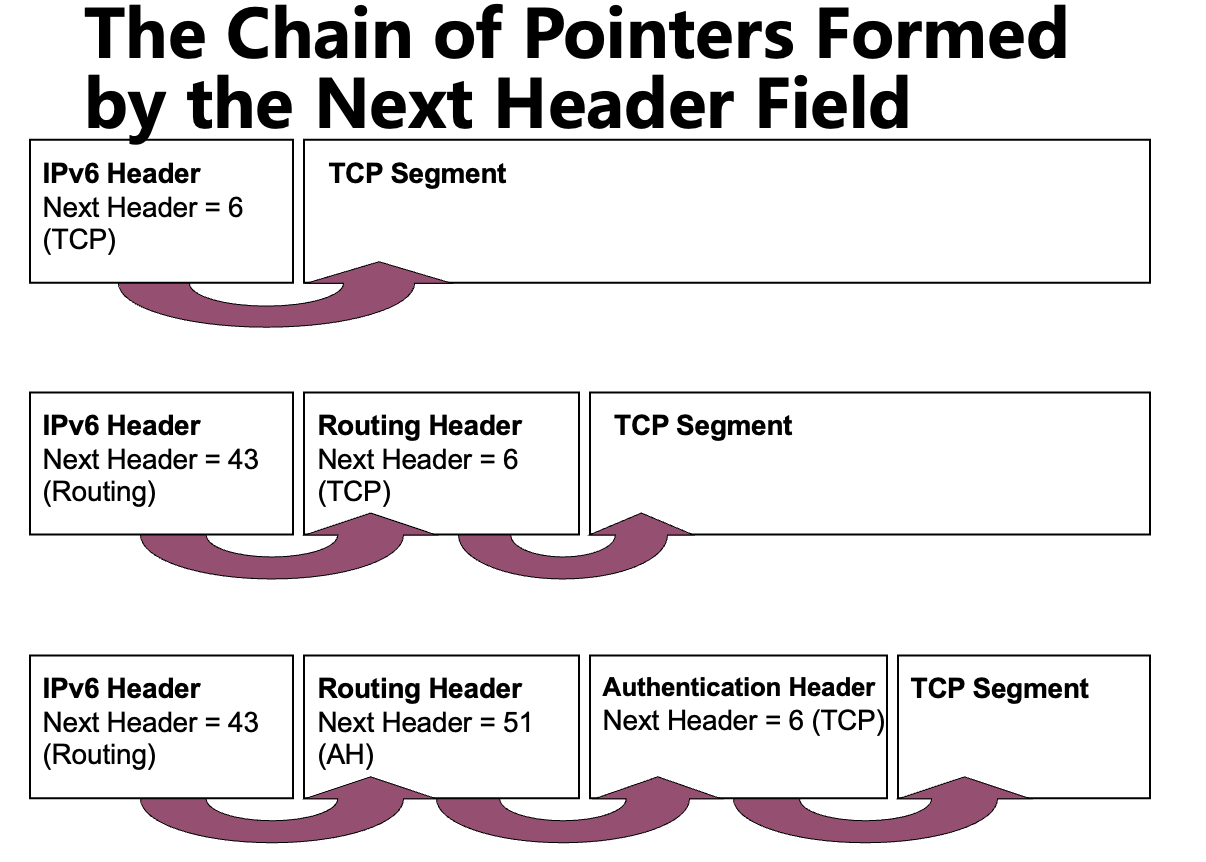 The Chain of Pointers Formed
by the Next Header Field
IPv6 Header
Next Header = 6
(TCP)
TCP Segment
IPv6 Header
Next Header = 43
(Routing)
Routing Header
Next Header = 6
(TCP)
TCP Segment
IPv6 Header
Next Header = 43
(Routing)
Routing Header
Next Header = 51
(AH)
Authentication Header
Next Header = 6 (TCP)
TCP Segment